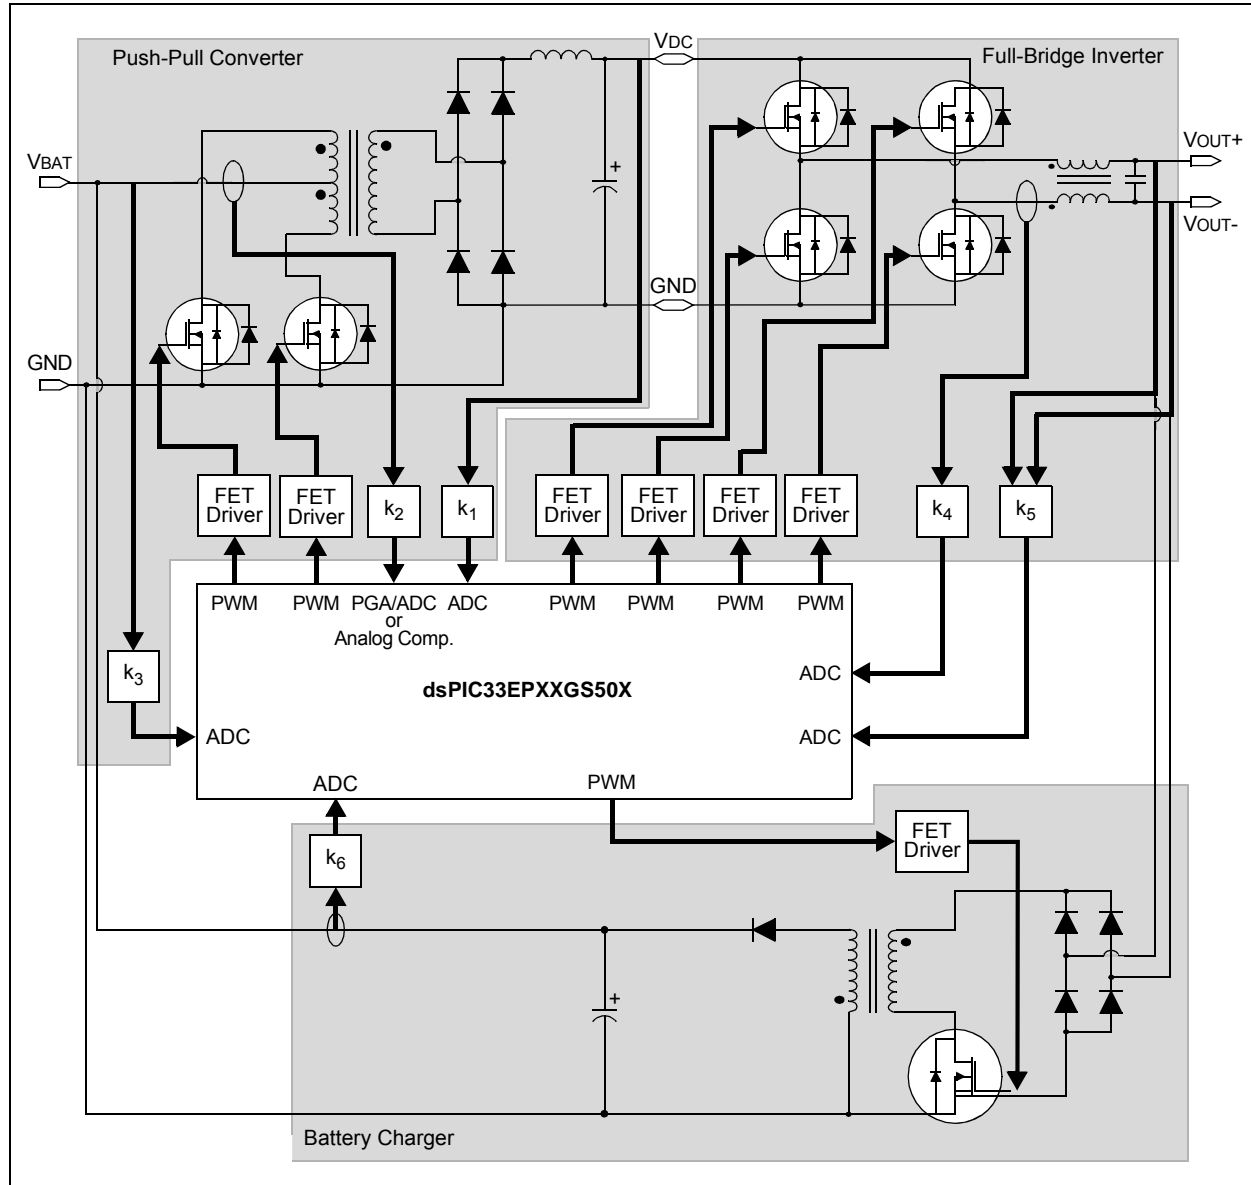 Push-Pull Converter
VDC
Full-Bridge Inverter
VBAT
VOUT+
VOUT-
GND
GND
+
FET
Driver
FET
Driver
k2
k1
FET
Driver
FET
Driver
FET
Driver
FET
Driver
k4
k5
PWM
PWM
PGA/ADC
or
Analog Comp.
ADC
PWM
PWM
PWM
PWM
k3
ADC
dsPIC33EPXXGS50X
ADC
ADC
ADC
PWM
k6
FET
Driver
+
Battery Charger